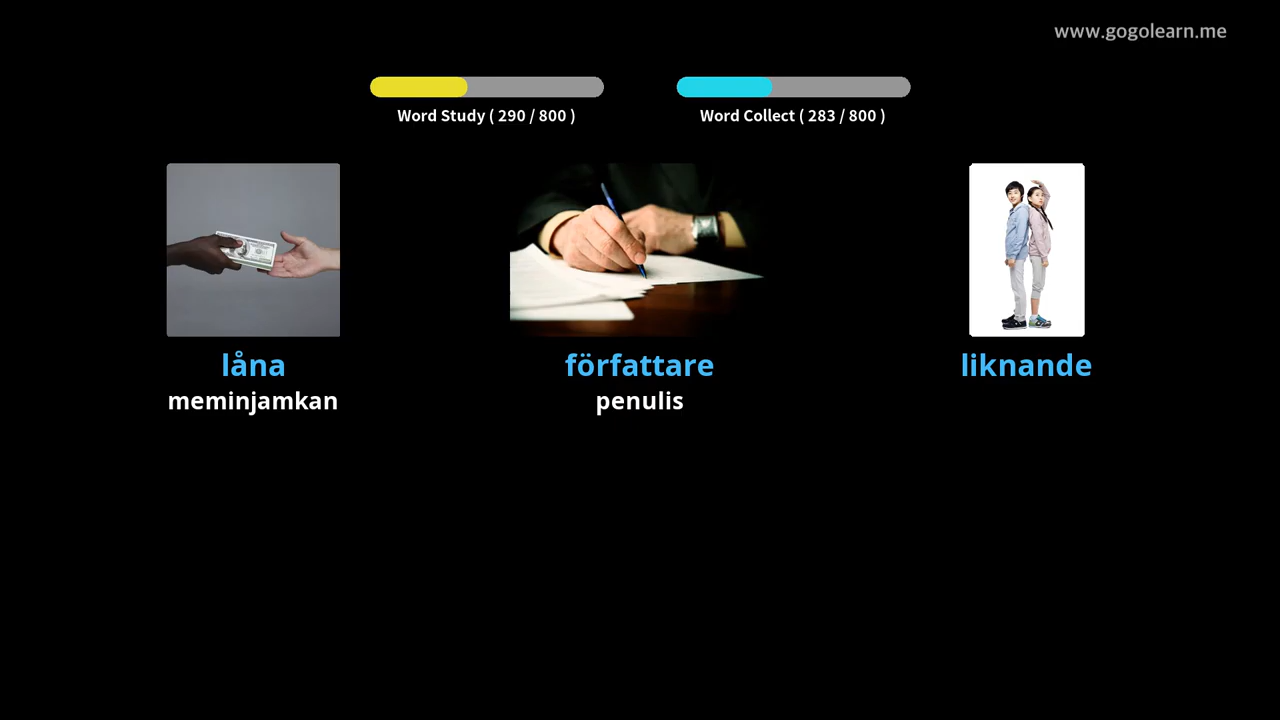 www.gogolearn.me
Word Study ( 290 / 800 )
Word Collect ( 283 / 800 )
låna
författare
liknande
meminjamkan
penulis